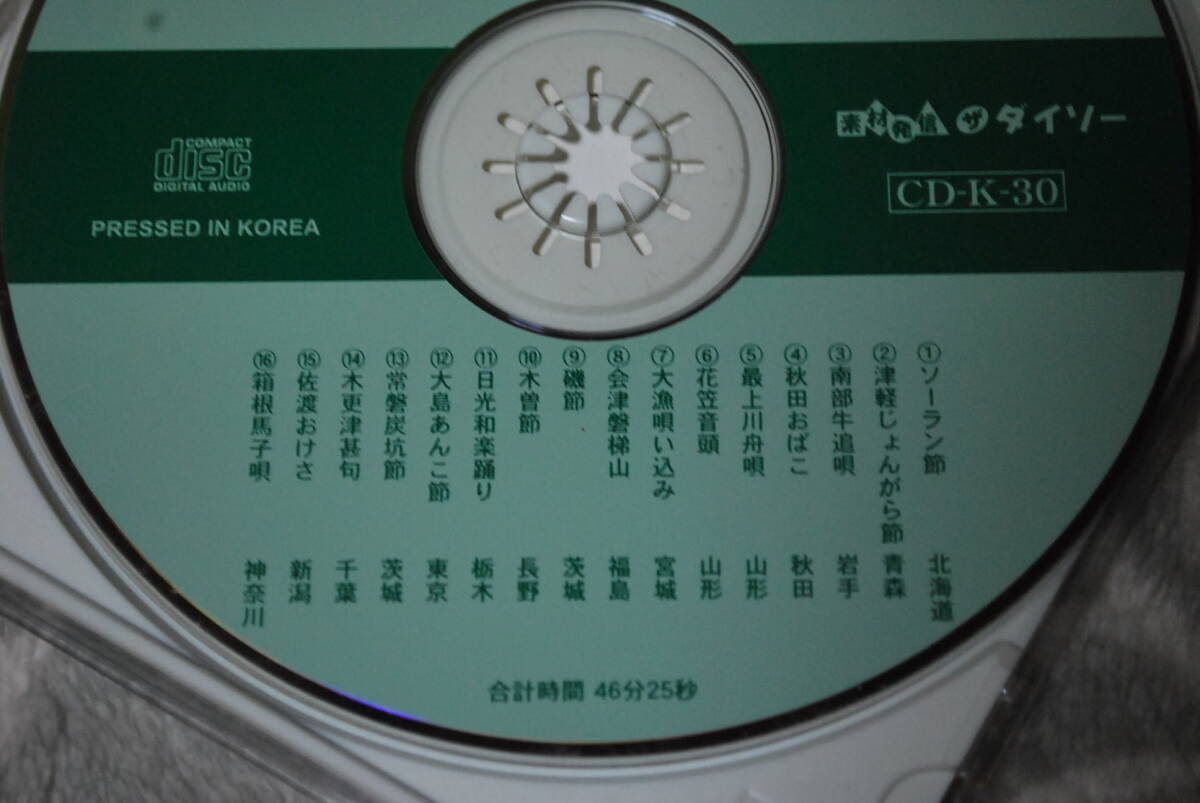 COMPACT
disc
DIGITAL AUDIO
PRESSED IN KOREA
素材発信 ザダイソー
CD-K-30
①ソーラン節 北海道
②津軽じょんがら節 青森
③南部牛追唄 岩手
④秋田おばこ 秋田
⑤最上川舟唄 山形
⑥花笠音頭 山形
⑦大漁唄い込み 宮城
⑧会津磐梯山 福島
⑨磯節 茨城
⑩木曽節 長野
⑪日光和楽踊り 栃木
⑫大島あんこ節 東京
⑬常磐炭坑節 茨城
⑭木更津甚句 千葉
⑮佐渡おけさ 新潟
⑯箱根馬子唄 神奈川
合計時間 46分25秒